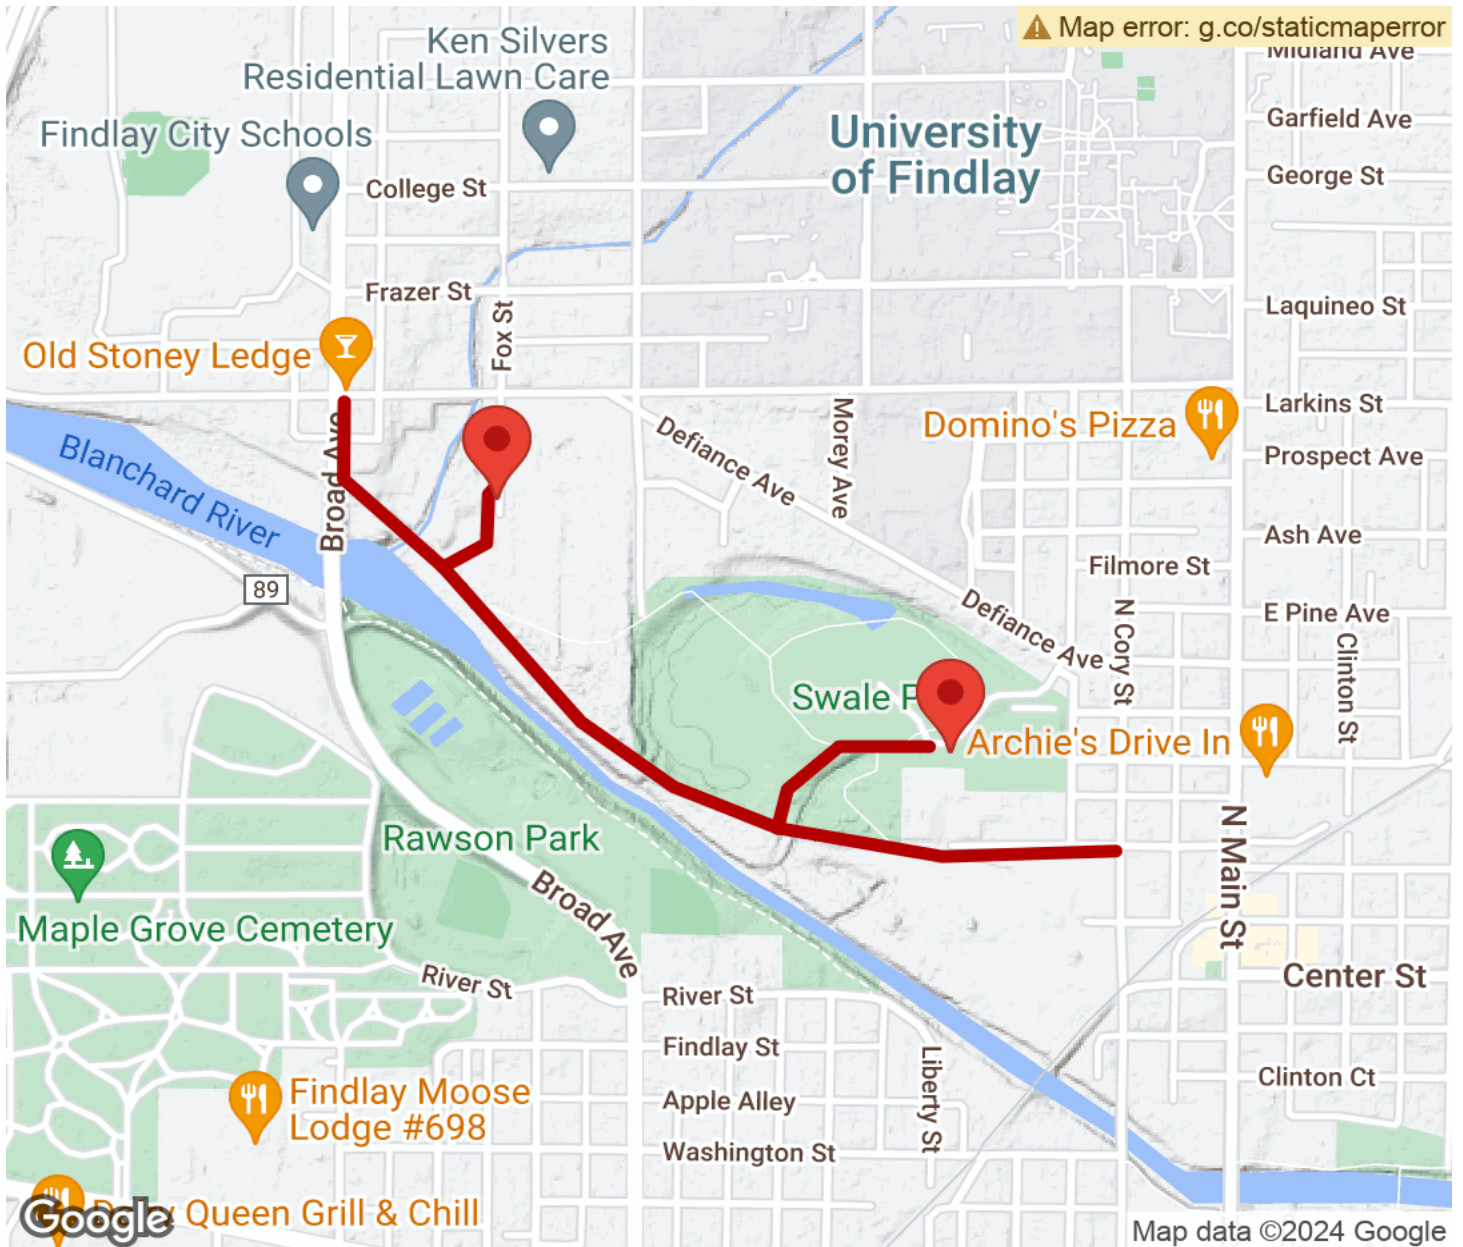 Map error: g.co/staticmaperror
Ken Silvers
Residential Lawn Care
Midland Ave
Findlay City Schools
University
of Findlay
Garfield Ave
College St
George St
Frazer St
Laquineo St
Fox St
Old Stoney Ledge
Larkins St
Broad Ave
Morey Ave
Defiance Ave
Domino's Pizza
Prospect Ave
Blanchard River
Ash Ave
Filmore St
89
Defiance Ave
N Cory St
E Pine Ave
Clinton St
Swale
Archie's Drive In
Rawson Park
N Main St
Broad Ave
Maple Grove Cemetery
River St
River St
Center St
Findlay St
Liberty St
Clinton Ct
Findlay Moose
Lodge #698
Apple Alley
Washington St
Queen Grill & Chill
Google
Map data ©2024 Google